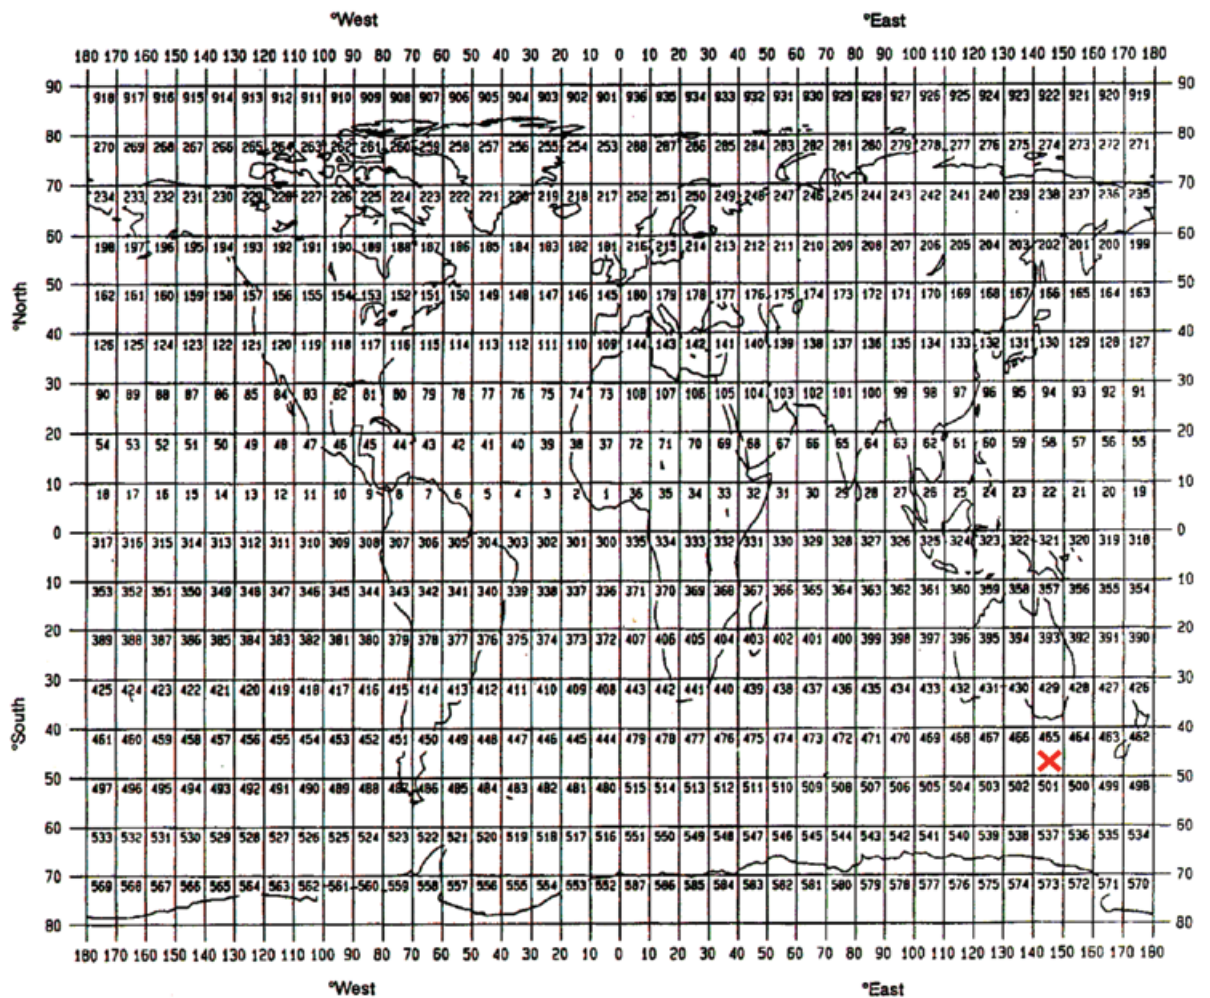 °West °East
180 170 160 150 140 130 120 110 100 90 80 70 60 50 40 30 20 10 0 10 20 30 40 50 60 70 80 90 100 110 120 130 140 150 160 170 180
90 90
918 917 916 915 914 913 912 911 910 909 908 907 906 905 904 903 902 901 936 935 934 933 932 931 930 929 928 927 926 925 924 923 922 921 920 919
80 80
270 269 268 267 266 265 264 263 262 261 260 259 258 257 256 255 254 253 288 287 286 285 284 283 282 281 280 279 278 277 276 275 274 273 272 271
70 70
234 233 232 231 230 229 228 227 226 225 224 223 222 221 220 219 218 217 252 251 250 249 248 247 246 245 244 243 242 241 240 239 238 237 236 235
60 60
198 197 196 195 194 193 192 191 190 189 188 187 186 185 184 183 182 181 216 215 214 213 212 211 210 209 208 207 206 205 204 203 202 201 200 199
50 50
°North
162 161 160 159 158 157 156 155 154 153 152 151 150 149 148 147 146 145 180 179 178 177 176 175 174 173 172 171 170 169 168 167 166 165 164 163
40 40
126 125 124 123 122 121 120 119 118 117 116 115 114 113 112 111 110 109 144 143 142 141 140 139 138 137 136 135 134 133 132 131 130 129 128 127
30 30
90 89 88 87 86 85 84 83 82 81 80 79 78 77 76 75 74 73 108 107 106 105 104 103 102 101 100 99 98 97 96 95 94 93 92 91
20 20
54 53 52 51 50 49 48 47 46 45 44 43 42 41 40 39 38 37 72 71 70 69 68 67 66 65 64 63 62 61 60 59 58 57 56 55
10 10
18 17 16 15 14 13 12 11 10 9 8 7 6 5 4 3 2 1 36 35 34 33 32 31 30 29 28 27 26 25 24 23 22 21 20 19
0 0
317 316 315 314 313 312 311 310 309 308 307 306 305 304 303 302 301 300 335 334 333 332 331 330 329 328 327 326 325 324 323 322 321 320 319 318
10 10
353 352 351 350 349 348 347 346 345 344 343 342 341 340 339 338 337 336 371 370 369 368 367 366 365 364 363 362 361 360 359 358 357 356 355 354
20 20
389 388 387 386 385 384 383 382 381 380 379 378 377 376 375 374 373 372 407 406 405 404 403 402 401 400 399 398 397 396 395 394 393 392 391 390
30 30
425 424 423 422 421 420 419 418 417 416 415 414 413 412 411 410 409 408 443 442 441 440 439 438 437 436 435 434 433 432 431 430 429 428 427 426
°South
40 40
461 460 459 458 457 456 455 454 453 452 451 450 449 448 447 446 445 444 479 478 477 476 475 474 473 472 471 470 469 468 467 466 465 464 463 462
50 50
497 496 495 494 493 492 491 490 489 488 487 486 485 484 483 482 481 480 515 514 513 512 511 510 509 508 507 506 505 504 503 502 501 500 499 498
60 60
533 532 531 530 529 528 527 526 525 524 523 522 521 520 519 518 517 516 551 550 549 548 547 546 545 544 543 542 541 540 539 538 537 536 535 534
70 70
569 568 567 566 565 564 563 562 561 560 559 558 557 556 555 554 553 552 587 586 585 584 583 582 581 580 579 578 577 576 575 574 573 572 571 570
80 80
180 170 160 150 140 130 120 110 100 90 80 70 60 50 40 30 20 10 0 10 20 30 40 50 60 70 80 90 100 110 120 130 140 150 160 170 180
°West °East